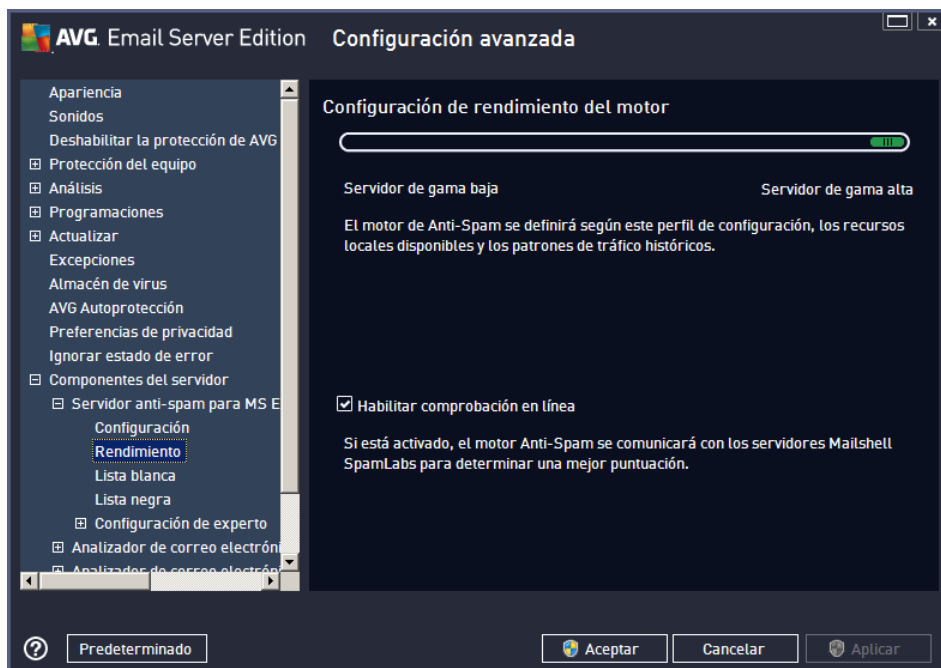 AVG. Email Server Edition Configuración avanzada
Apariencia
Sonidos
Deshabilitar la protección de AVG
Protección del equipo
Análisis
Programaciones
Actualizar
Excepciones
Almacén de virus
AVG Autoprotección
Preferencias de privacidad
Ignorar estado de error
Componentes del servidor
Servidor anti-spam para MS E
Configuración
Rendimiento
Lista blanca
Lista negra
Configuración de experto
Analizador de correo electróni
Analizador de correo electróni
Configuración de rendimiento del motor
Servidor de gama baja
Servidor de gama alta
El motor de Anti-Spam se definirá según este perfil de configuración, los recursos
locales disponibles y los patrones de tráfico históricos.
Habilitar comprobación en línea
Si está activado, el motor Anti-Spam se comunicará con los servidores Mailshell
SpamLabs para determinar una mejor puntuación.
Predeterminado
Aceptar
Cancelar
Aplicar